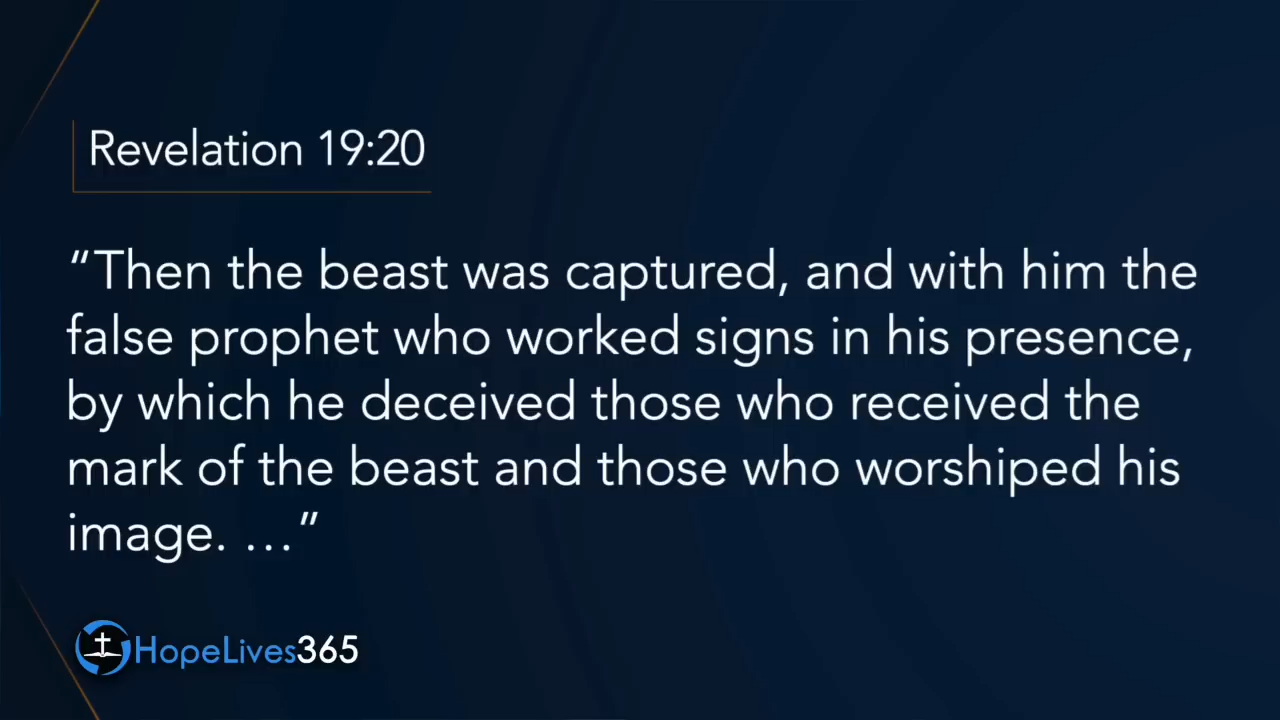 Revelation 19:20
“Then the beast was captured, and with him the
false prophet who worked signs in his presence,
by which he deceived those who received the
mark of the beast and those who worshiped his
image. …”
HopeLives365